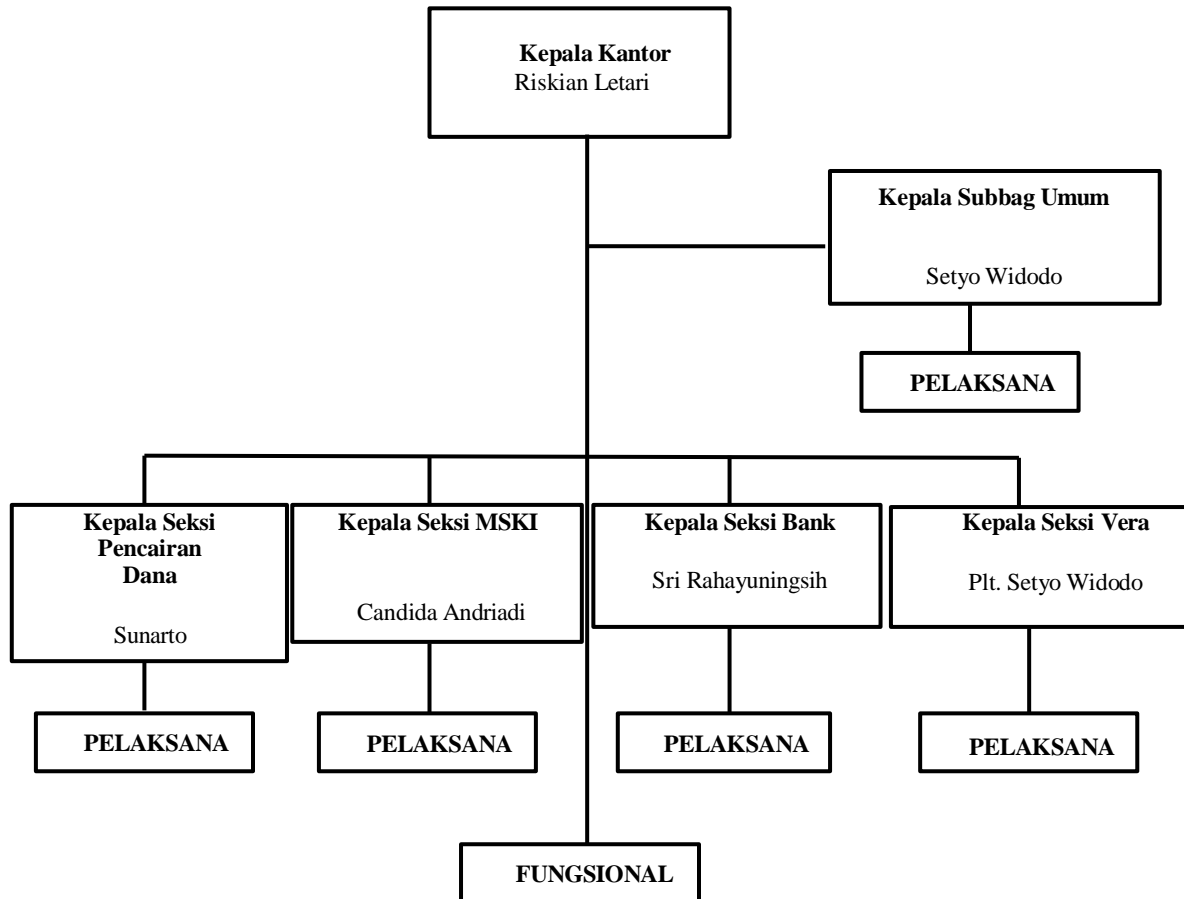 Kepala Kantor
Riskian Letari
Kepala Subbag Umum
Setyo Widodo
PELAKSANA
Kepala Seksi
Pencairan
Dana
Sunarto
Kepala Seksi MSKI
Candida Andriadi
Kepala Seksi Bank
Sri Rahayuningsih
Kepala Seksi Vera
Plt. Setyo Widodo
PELAKSANA
PELAKSANA
PELAKSANA
PELAKSANA
FUNGSIONAL